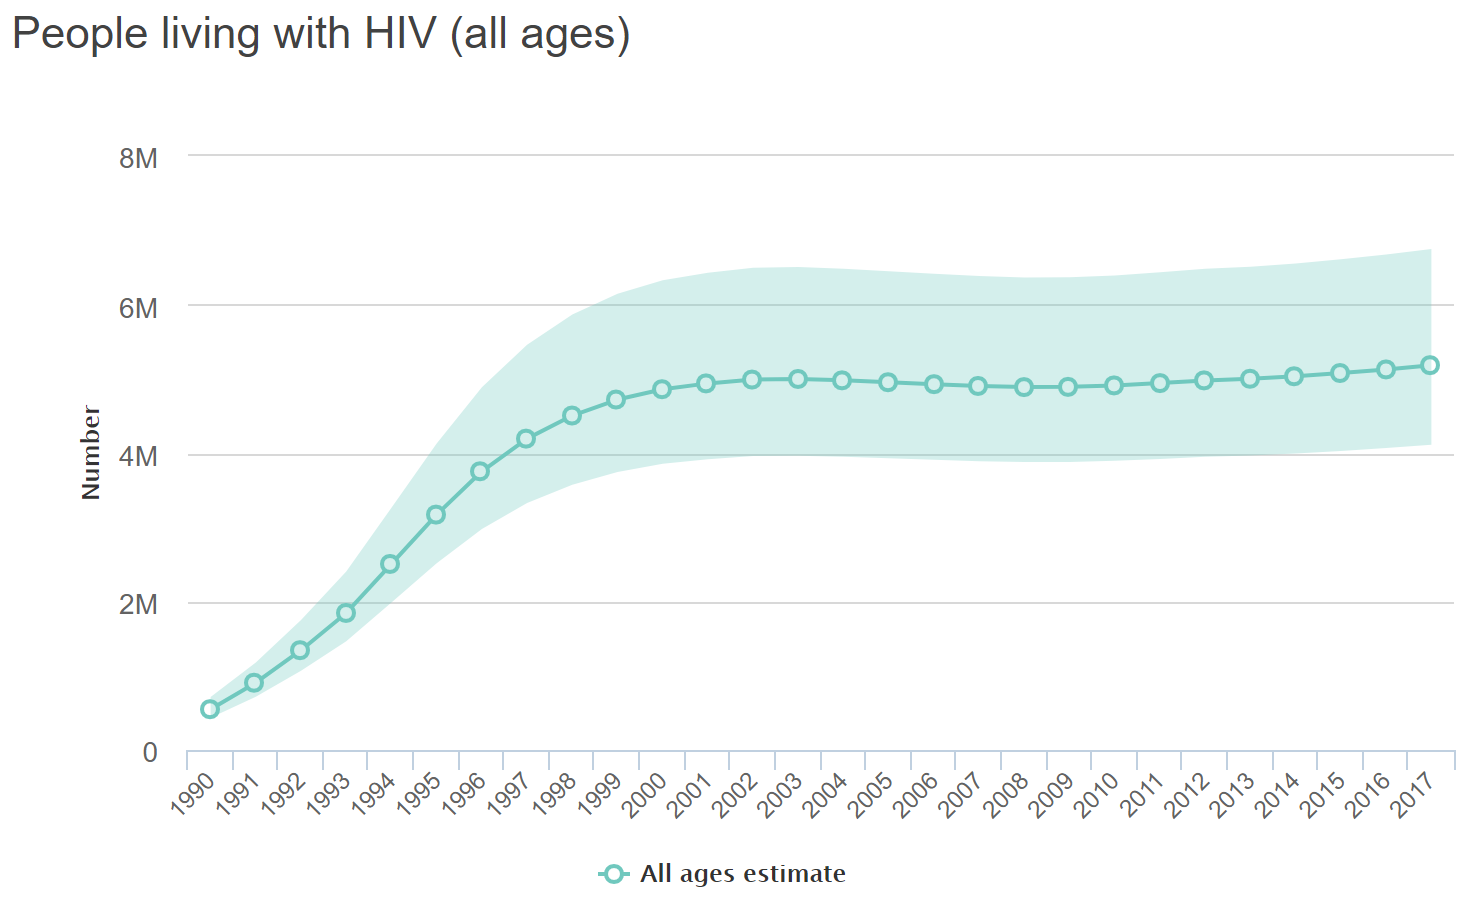 People living with HIV (all ages)
8M
6M
4M
2M
0
Number
1990 1991 1992 1993 1994 1995 1996 1997 1998 1999 2000 2001 2002 2003 2004 2005 2006 2007 2008 2009 2010 2011 2012 2013 2014 2015 2016 2017
All ages estimate